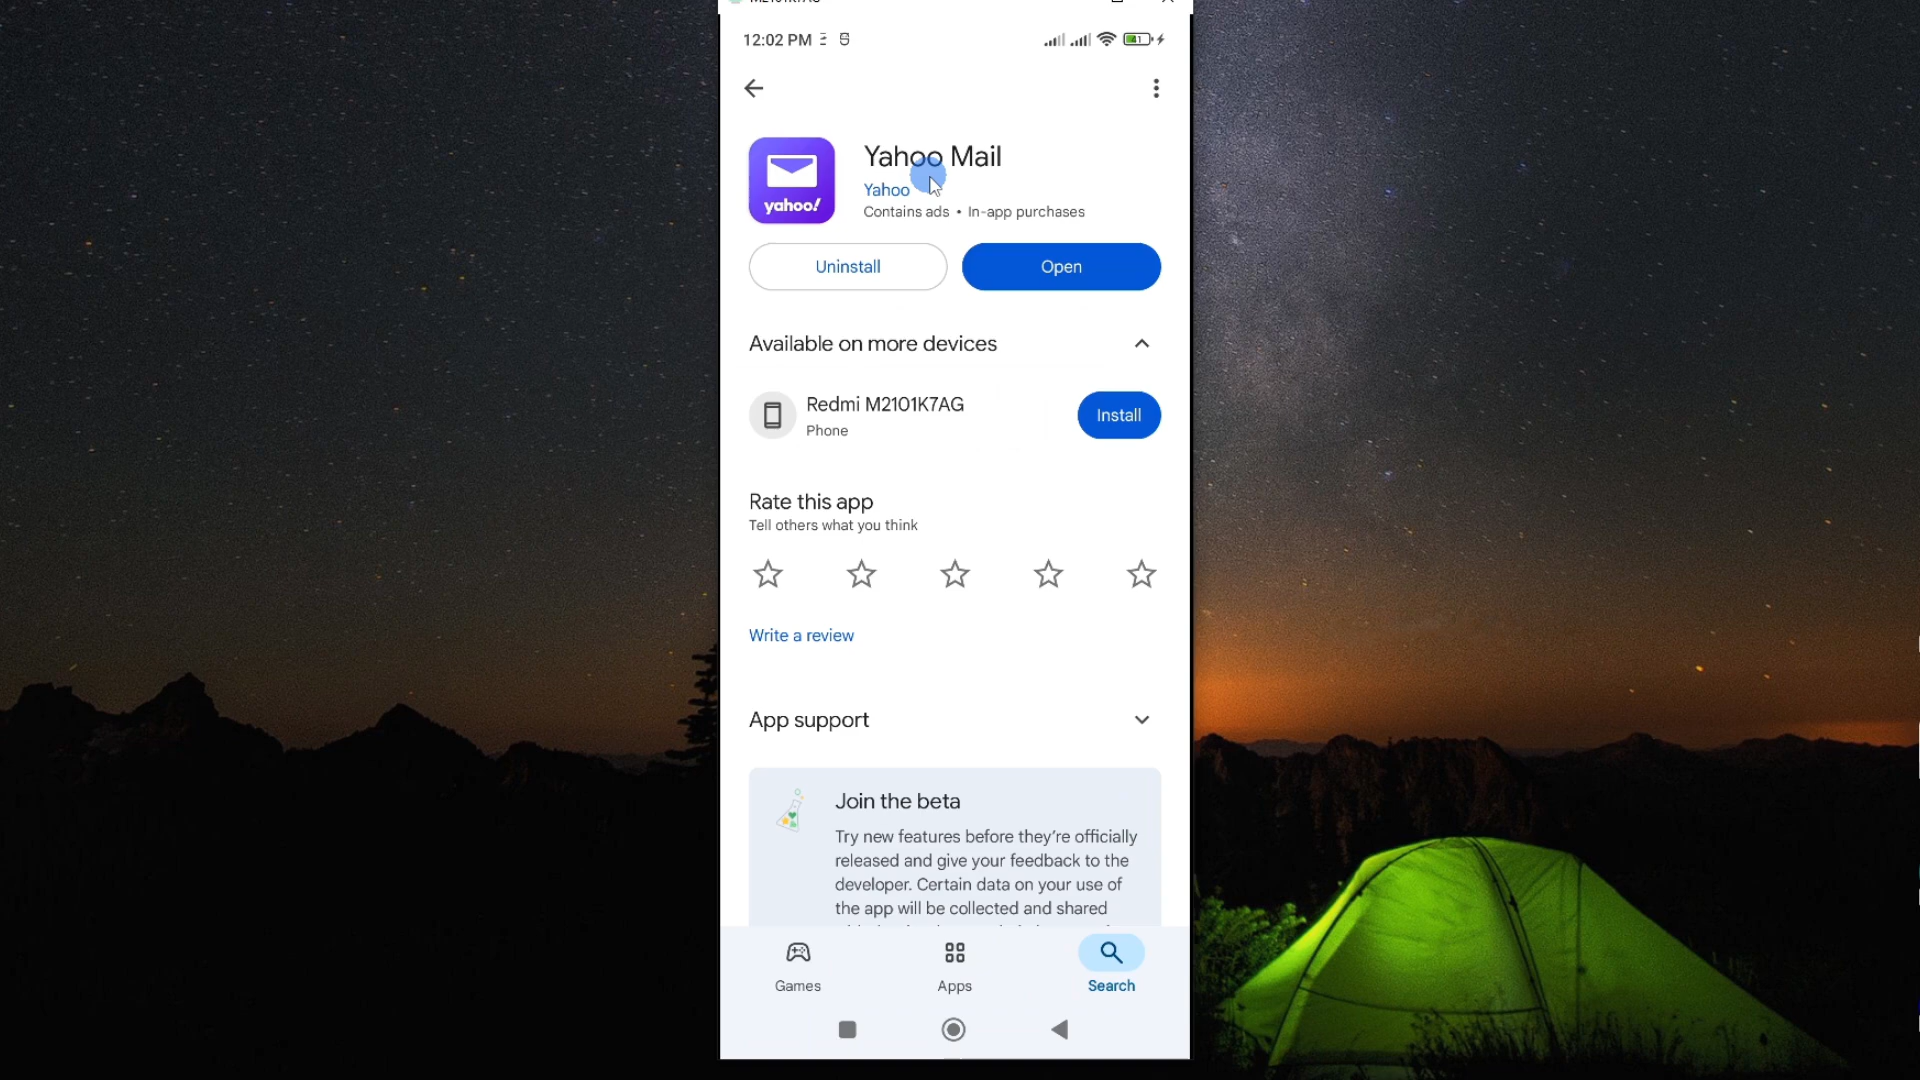 12:02 PM
41
Yahoo Mail
yahoo!
Yahoo
Contains ads • In-app purchases
Uninstall
Open
Available on more devices
Redmi M2101K7AG
Phone
Install
Rate this app
Tell others what you think
Write a review
App support
Join the beta
Try new features before they're officially
released and give your feedback to the
developer. Certain data on your use of
the app will be collected and shared
Games
Apps
Search